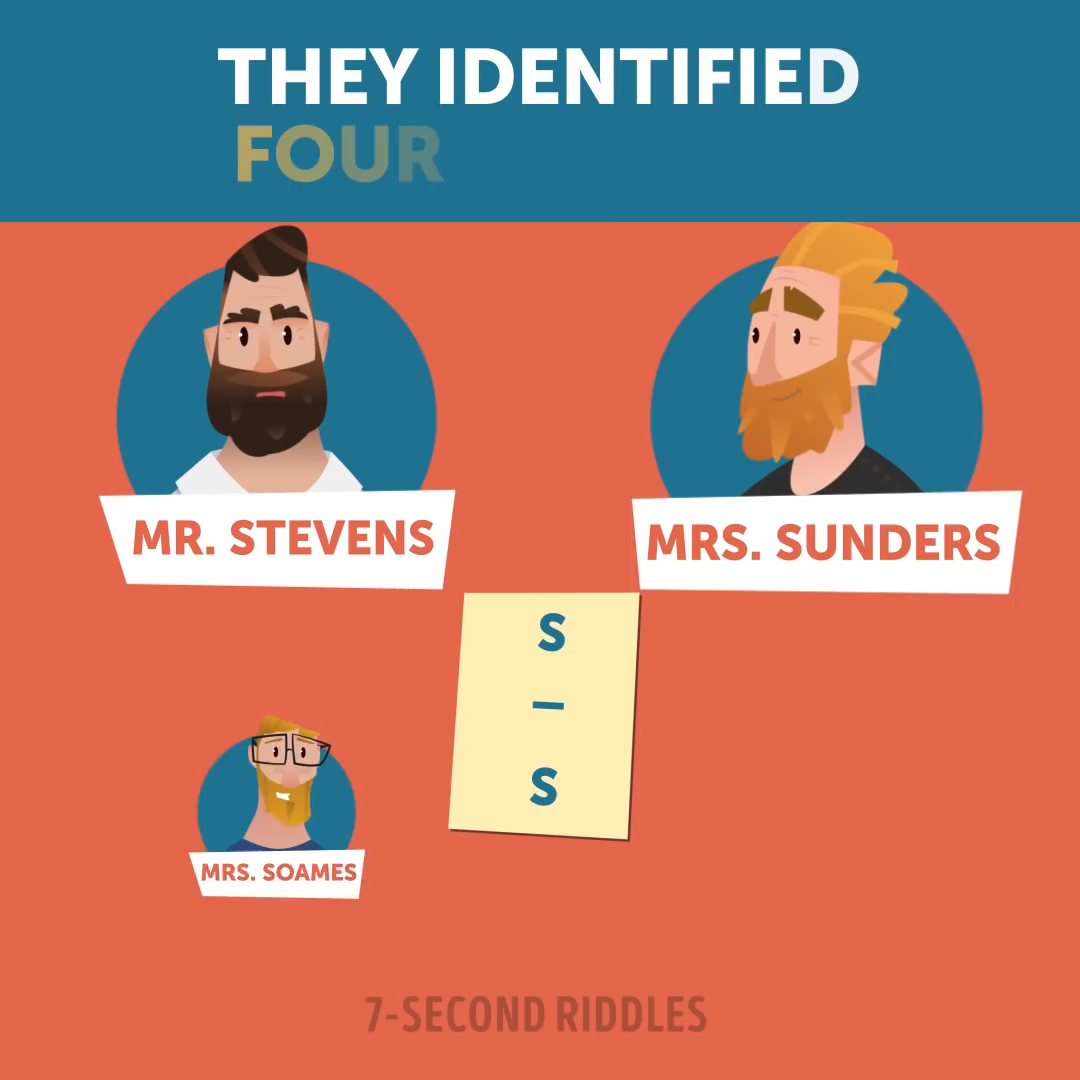 THEY IDENTIFIED
FOUR
MR. STEVENS
MRS. SUNDERS
S
–
S
MRS. SOAMES
7-SECOND RIDDLES